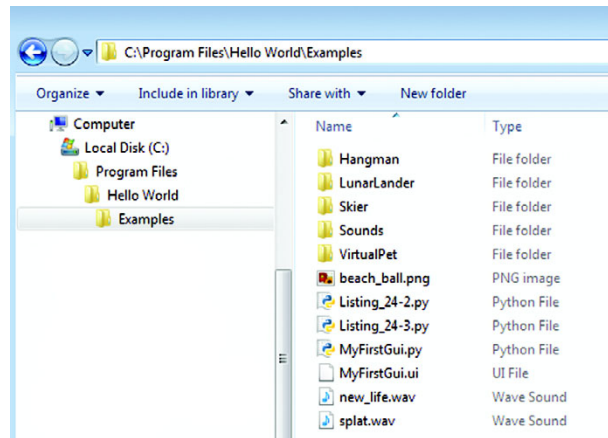 C:\Program Files\Hello World\Examples
Organize Include in library Share with New folder
Computer
Local Disk (C:)
Program Files
Hello World
Examples
Name Type
Hangman File folder
LunarLander File folder
Skier File folder
Sounds File folder
VirtualPet File folder
beach_ball.png PNG image
Listing_24-2.py Python File
Listing_24-3.py Python File
MyFirstGui.py Python File
MyFirstGui.ui UI File
new_life.wav Wave Sound
splat.wav Wave Sound